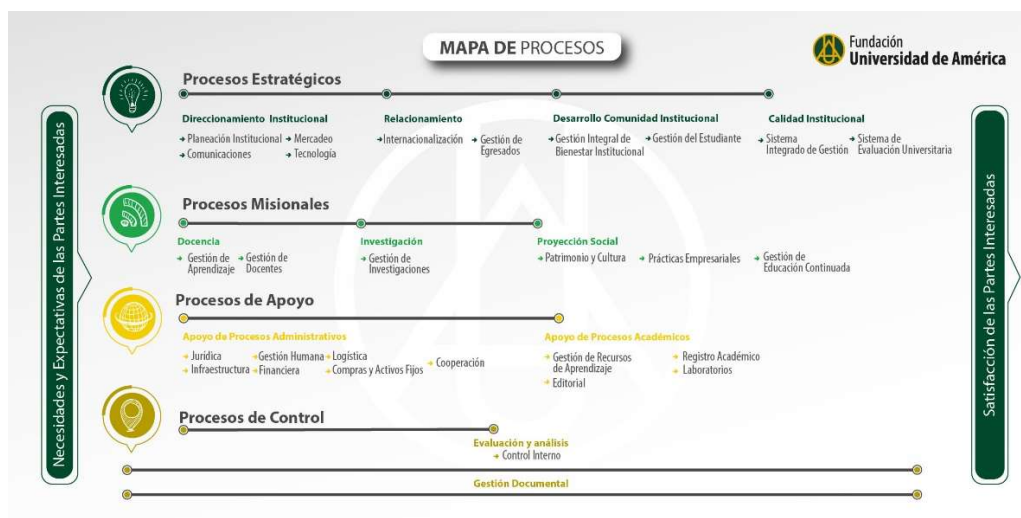 MAPA DE PROCESOS
Fundación
Universidad de América
Necesidades y Expectativas de las Partes Interesadas
Procesos Estratégicos
Direccionamiento Institucional
Planeación Institucional
Mercadeo
Comunicaciones
Tecnología
Relacionamiento
Internacionalización
Gestión de
Egresados
Desarrollo Comunidad Institucional
Gestión Integral de
Bienestar Institucional
Gestión del Estudiante
Calidad Institucional
Sistema
Integrado de Gestión
Sistema de
Evaluación Universitaria
Procesos Misionales
Docencia
Gestión de
Aprendizaje
Gestión de
Docentes
Investigación
Gestión de
Investigaciones
Proyección Social
Patrimonio y Cultura
Prácticas Empresariales
Gestión de
Educación Continuada
Procesos de Apoyo
Apoyo de Procesos Administrativos
Jurídica
Infraestructura
Gestión Humana
Financiera
Logística
Compras y Activos Fijos
Cooperación
Apoyo de Procesos Académicos
Gestión de Recursos
de Aprendizaje
Editorial
Registro Académico
Laboratorios
Procesos de Control
Evaluación y análisis
Control Interno
Gestión Documental
Satisfacción de las Partes Interesadas